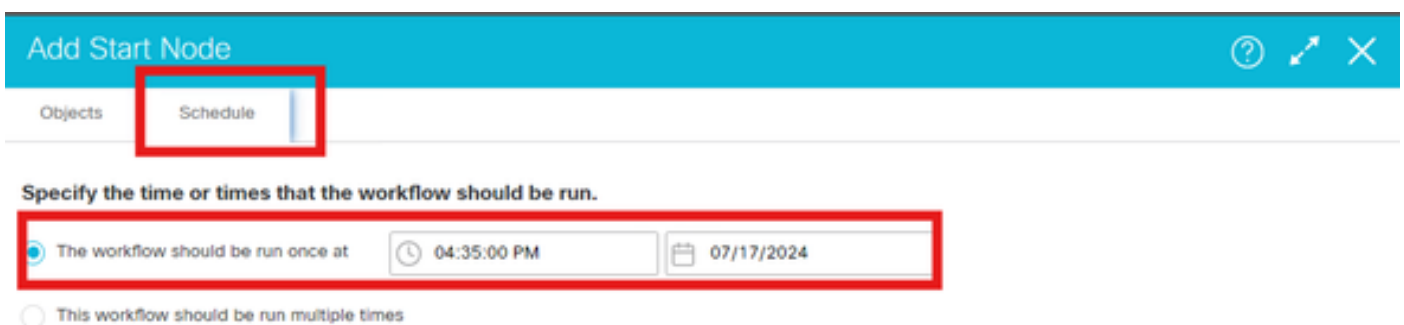 Add Start Node
Objects Schedule
Specify the time or times that the workflow should be run.
The workflow should be run once at 04:35:00 PM 07/17/2024
This workflow should be run multiple times